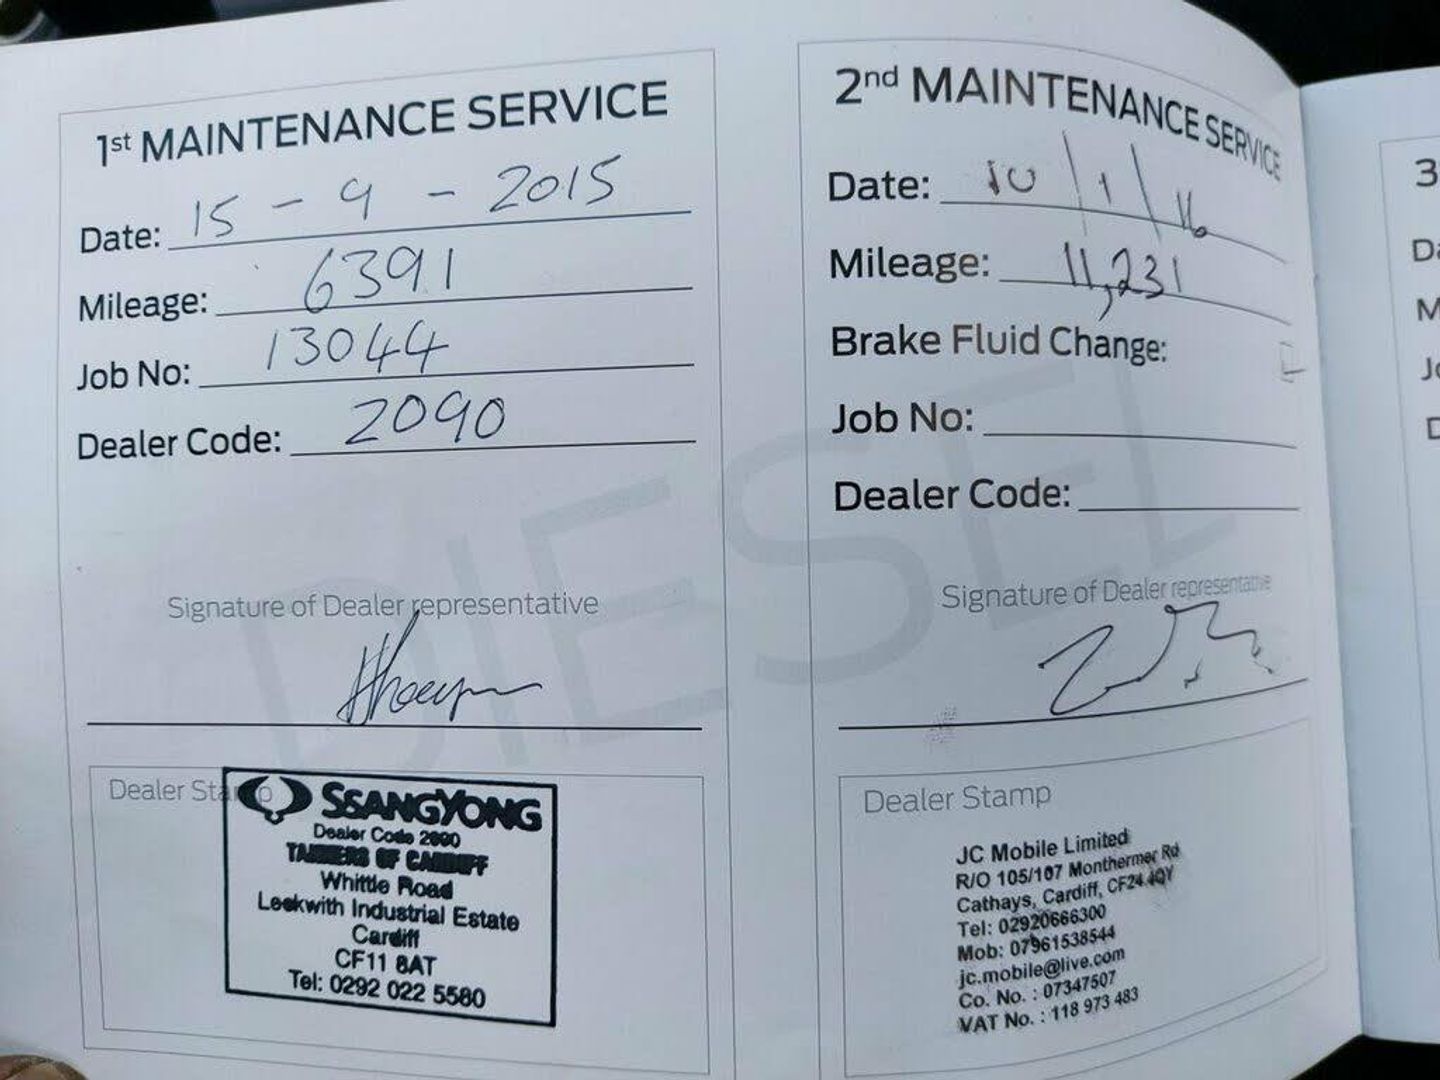 1st MAINTENANCE SERVICE
Date: 15 - 9 - 2015
Mileage: 6391
Job No: 13044
Dealer Code: 2090
Signature of Dealer representative
Dealer Stamp
SSANGYONG
Dealer Code 2090
TANNERS OF CARDIFF
Whittle Road
Leekwith Industrial Estate
Cardiff
CF11 8AT
Tel: 0292 022 5580
2nd MAINTENANCE SERVICE
Date: 10/1/16
Mileage: 11,231
Brake Fluid Change:
Job No:
Dealer Code:
Signature of Dealer representative
Dealer Stamp
JC Mobile Limited
R/O 105/107 Monthermer Rd
Cathays, Cardiff, CF24 4QY
Tel: 02920666300
Mob: 07961538544
jc.mobile@live.com
Co. No. : 07347507
VAT No. : 118 973 483
DIESEL
3